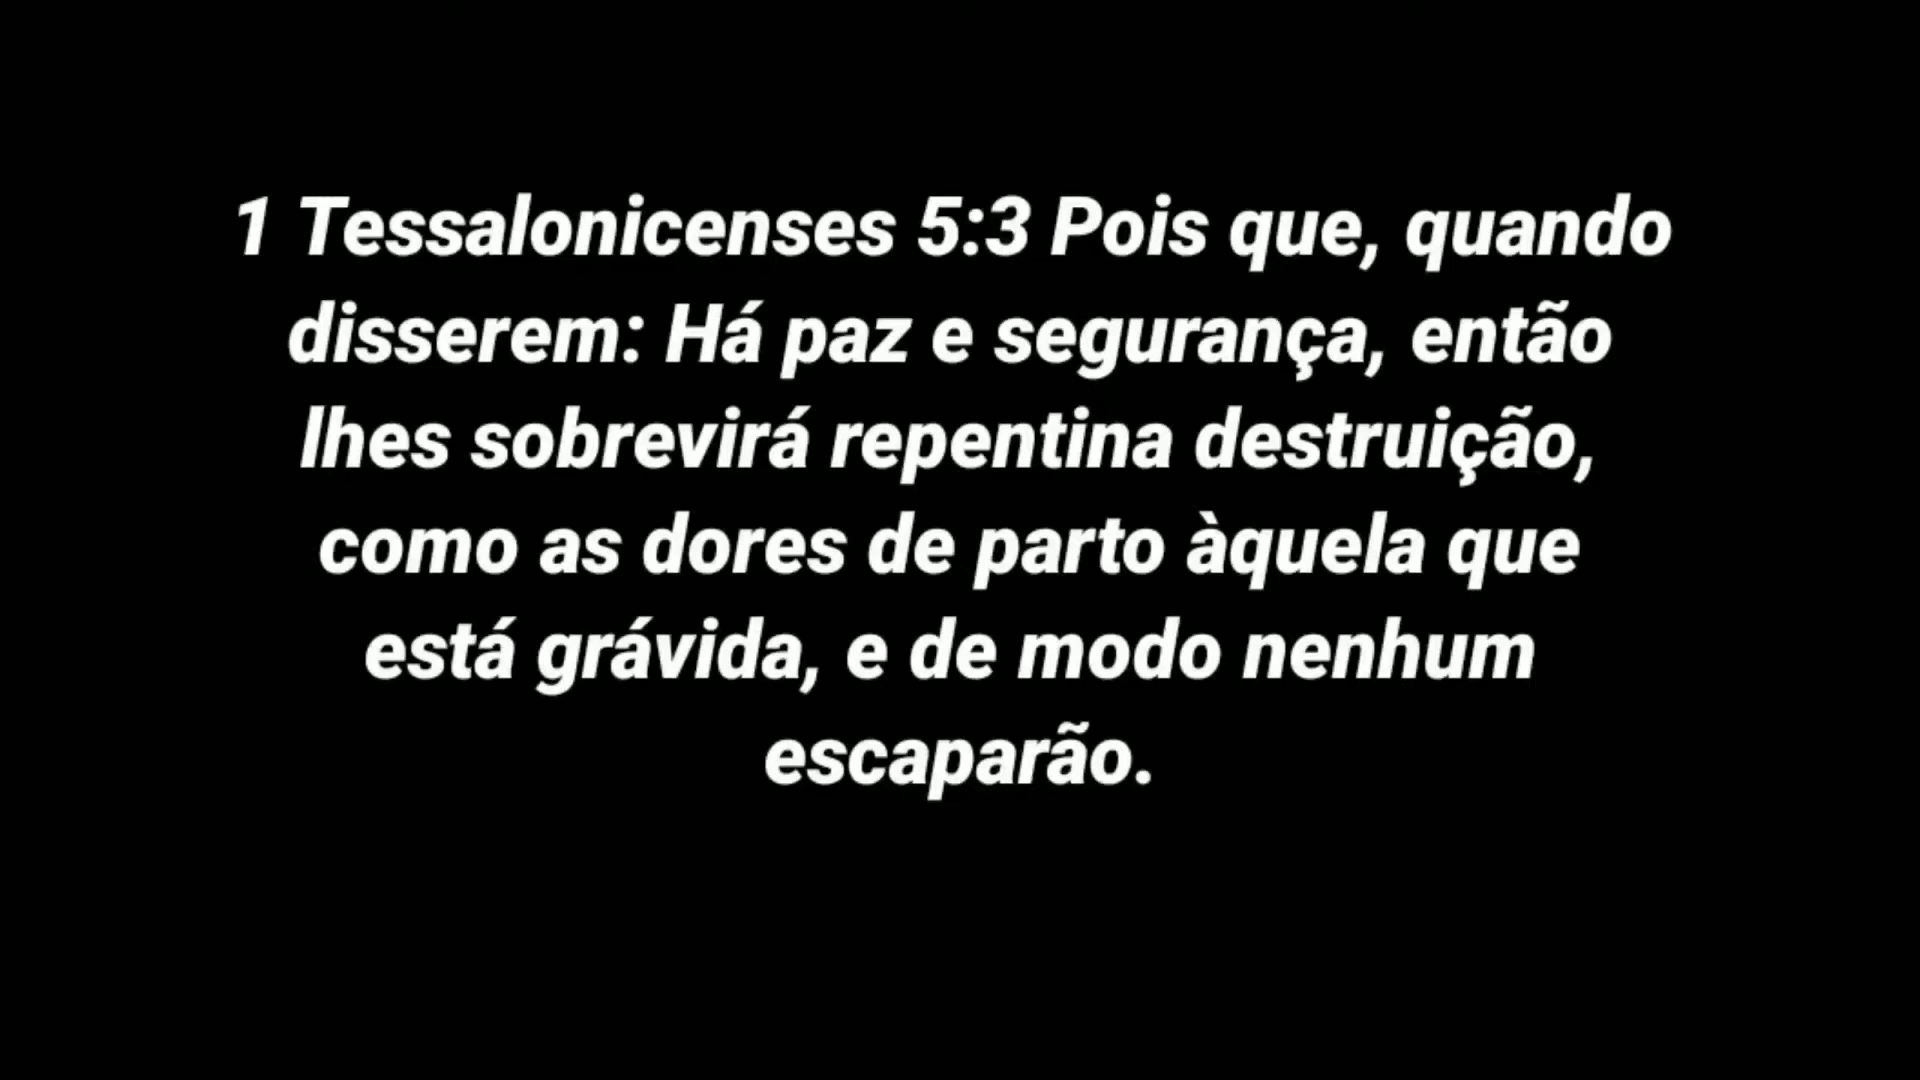 1 Tessalonicenses 5:3 Pois que, quando
disserem: Há paz e segurança, então
lhes sobrevirá repentina destruição,
como as dores de parto àquela que
está grávida, e de modo nenhum
escaparão.